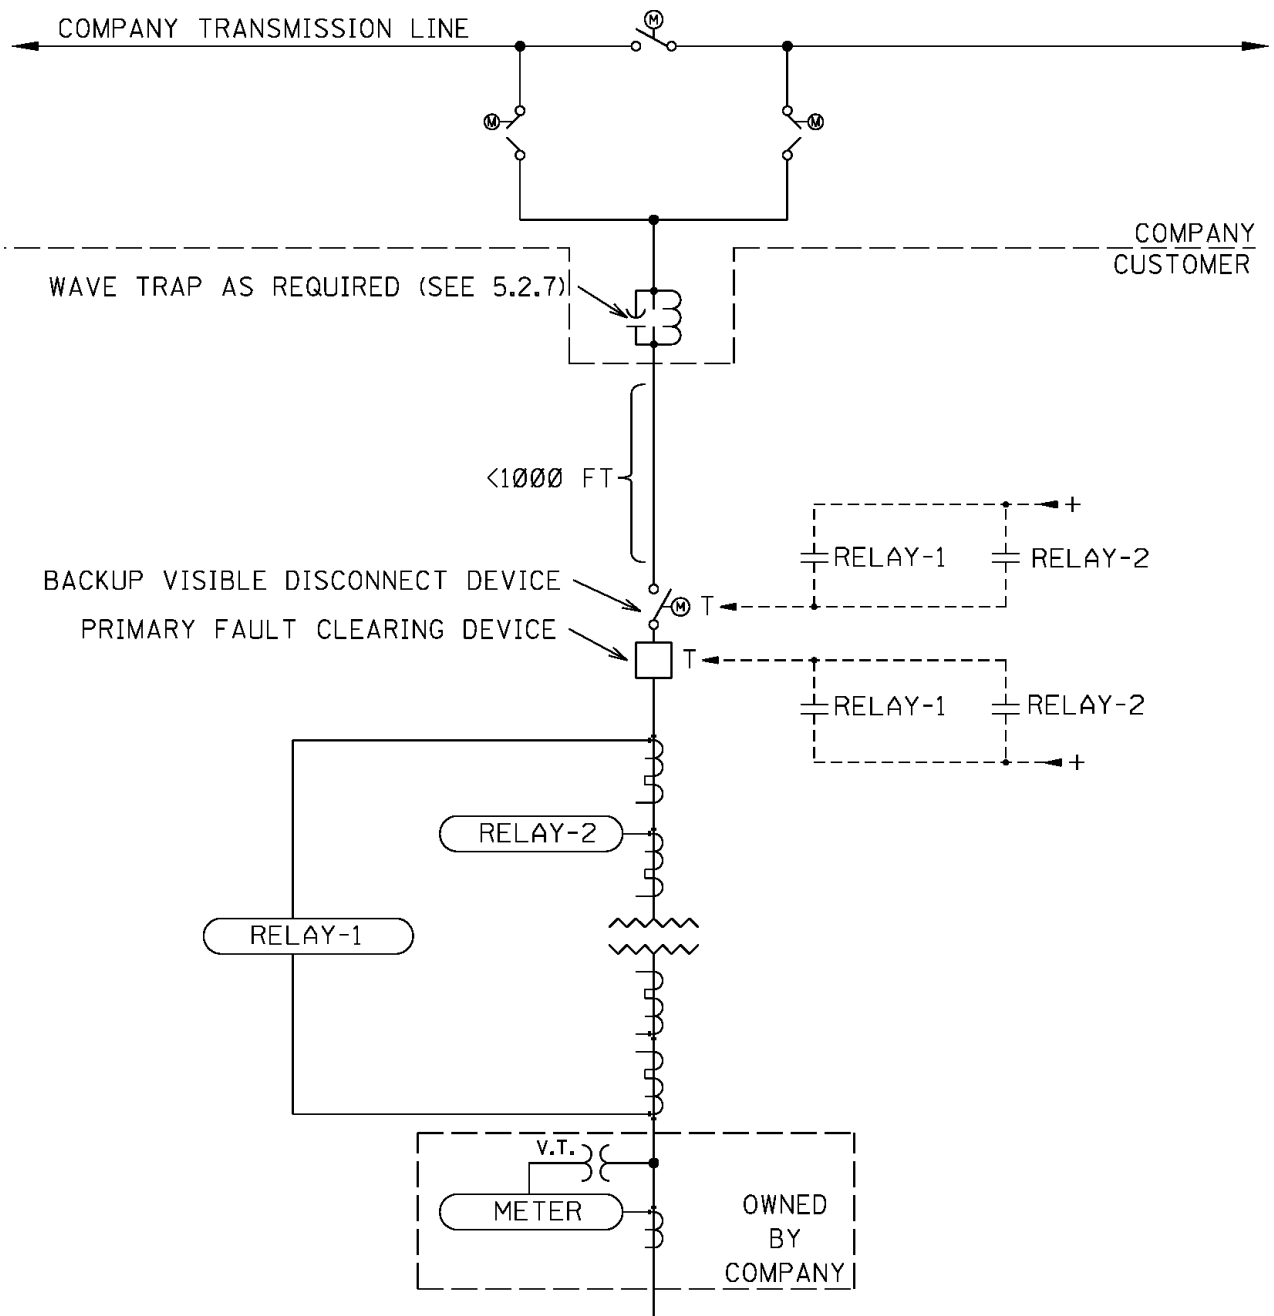 COMPANY TRANSMISSION LINE
M
M
M
COMPANY
CUSTOMER
WAVE TRAP AS REQUIRED (SEE 5.2.7)
<1000 FT
+
RELAY-1
RELAY-2
BACKUP VISIBLE DISCONNECT DEVICE
M
T
PRIMARY FAULT CLEARING DEVICE
T
RELAY-1
RELAY-2
+
RELAY-2
RELAY-1
V.T.
METER
OWNED
BY
COMPANY